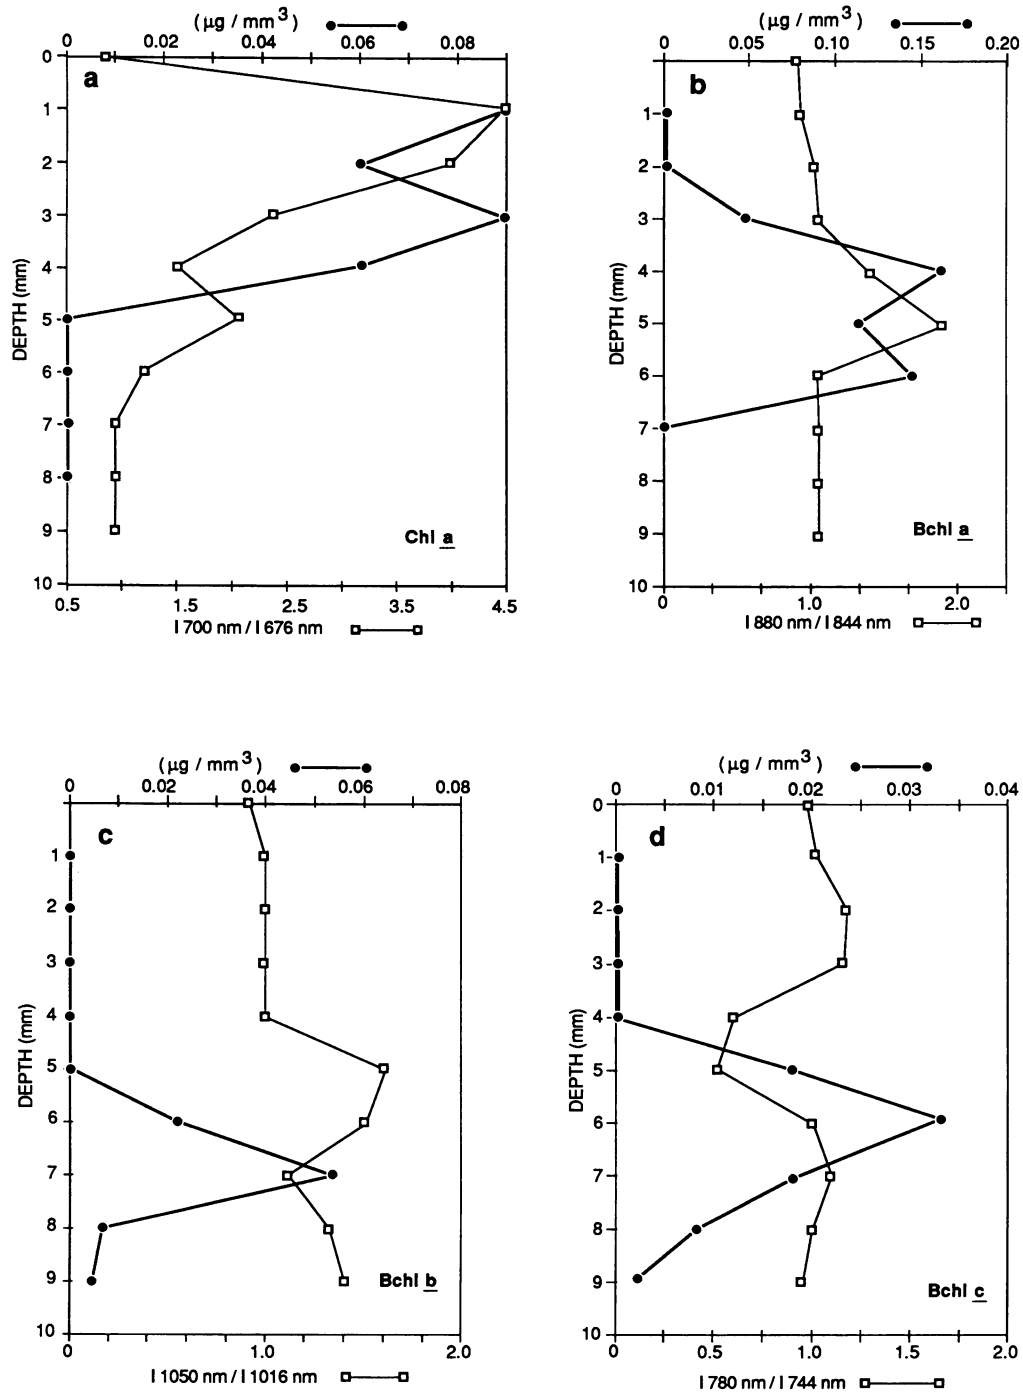 (µg / mm3)
0 0.02 0.04 0.06 0.08
a
0
1
2
3
4
5
6
7
8
9
10
DEPTH (mm)
Chl a
0.5 1.5 2.5 3.5 4.5
I 700 nm / I 676 nm
(µg / mm3)
0 0.05 0.10 0.15 0.20
b
1
2
3
4
5
6
7
8
9
10
DEPTH (mm)
Bchl a
0 1.0 2.0
I 880 nm / I 844 nm
(µg / mm3)
0 0.02 0.04 0.06 0.08
c
1
2
3
4
5
6
7
8
9
10
DEPTH (mm)
Bchl b
0 1.0 2.0
I 1050 nm / I 1016 nm
(µg / mm3)
0 0.01 0.02 0.03 0.04
d
0
1
2
3
4
5
6
7
8
9
10
DEPTH (mm)
Bchl c
0 0.5 1.0 1.5 2.0
I 780 nm / I 744 nm